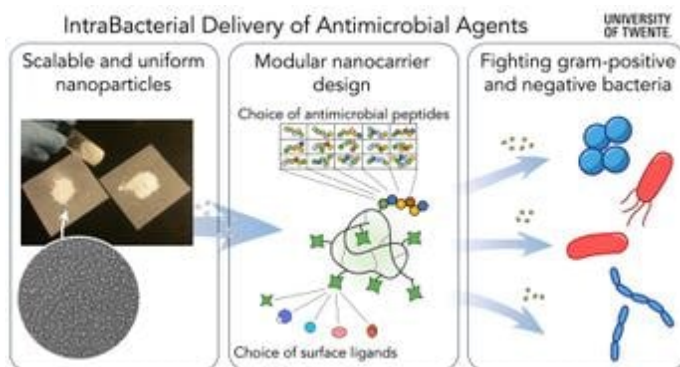 IntraBacterial Delivery of Antimicrobial Agents
UNIVERSITY
OF TWENTE.
Scalable and uniform
nanoparticles
Modular nanocarrier
design
Choice of antimicrobial peptides
Choice of surface ligands
Fighting gram-positive
and negative bacteria